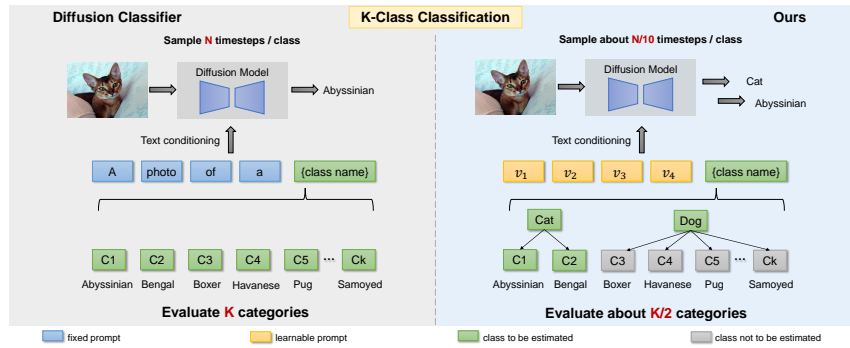 K-Class Classification
Diffusion Classifier
Sample N timesteps / class
Diffusion Model
Abyssinian
Text conditioning
A photo of a {class name}
C1 C2 C3 C4 C5 ... Ck
Abyssinian Bengal Boxer Havanese Pug Samoyed
Evaluate K categories
Ours
Sample about N/10 timesteps / class
Diffusion Model
Cat
Abyssinian
Text conditioning
v1 v2 v3 v4 {class name}
Cat Dog
C1 C2 C3 C4 C5 ... Ck
Abyssinian Bengal Boxer Havanese Pug Samoyed
Evaluate about K/2 categories
fixed prompt learnable prompt class to be estimated class not to be estimated